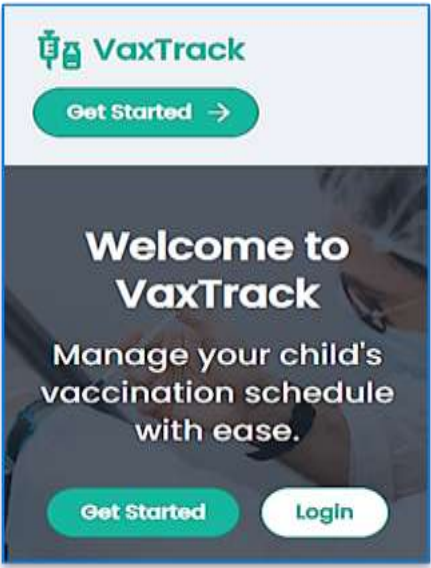 VaxTrack
Get Started →
Welcome to
VaxTrack
Manage your child's
vaccination schedule
with ease.
Get Started
Login